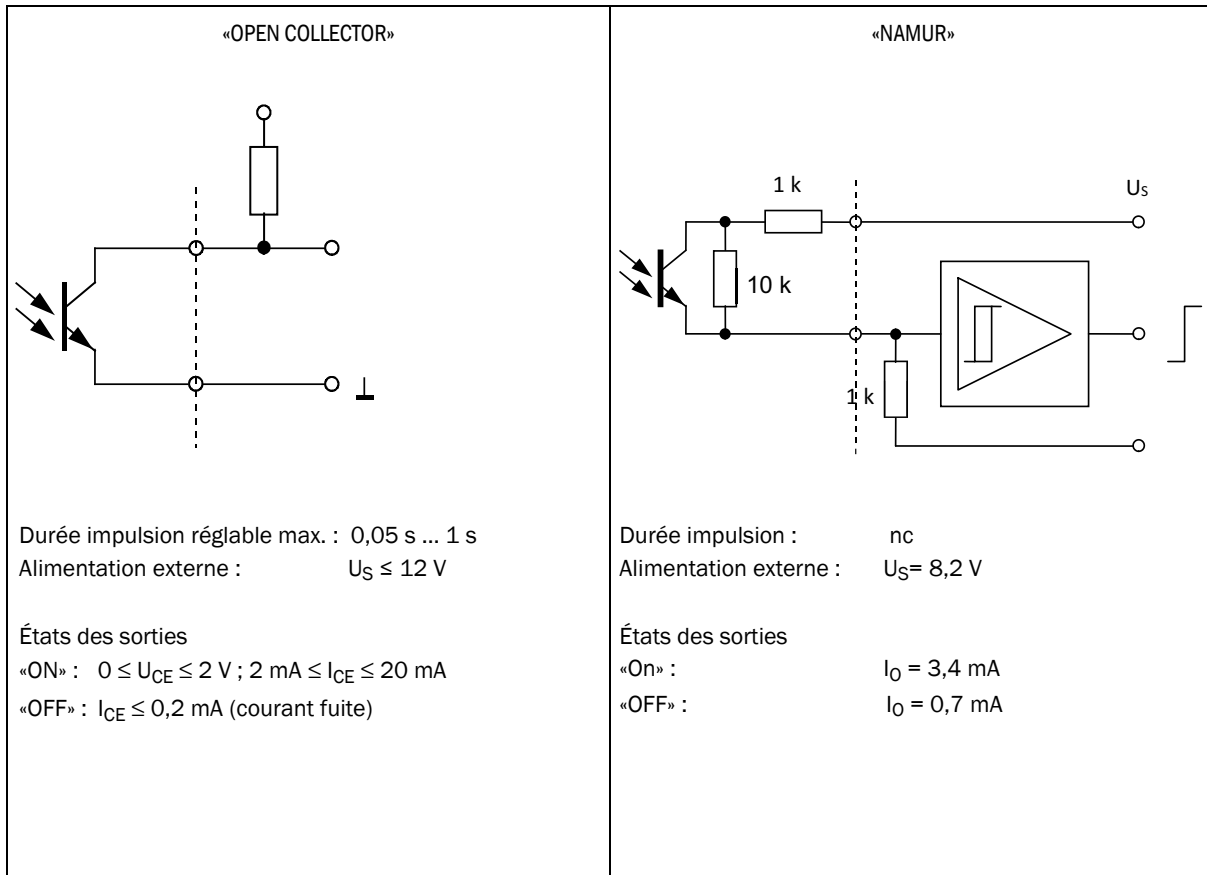 «OPEN COLLECTOR»
Durée impulsion réglable max. : 0,05 s ... 1 s
Alimentation externe : U_S ≤ 12 V
États des sorties
«ON» : 0 ≤ U_CE ≤ 2 V ; 2 mA ≤ I_CE ≤ 20 mA
«OFF» : I_CE ≤ 0,2 mA (courant fuite)
«NAMUR»
1 k
U_S
10 k
1 k
Durée impulsion : nc
Alimentation externe : U_S= 8,2 V
États des sorties
«On» : I_O = 3,4 mA
«OFF» : I_O = 0,7 mA